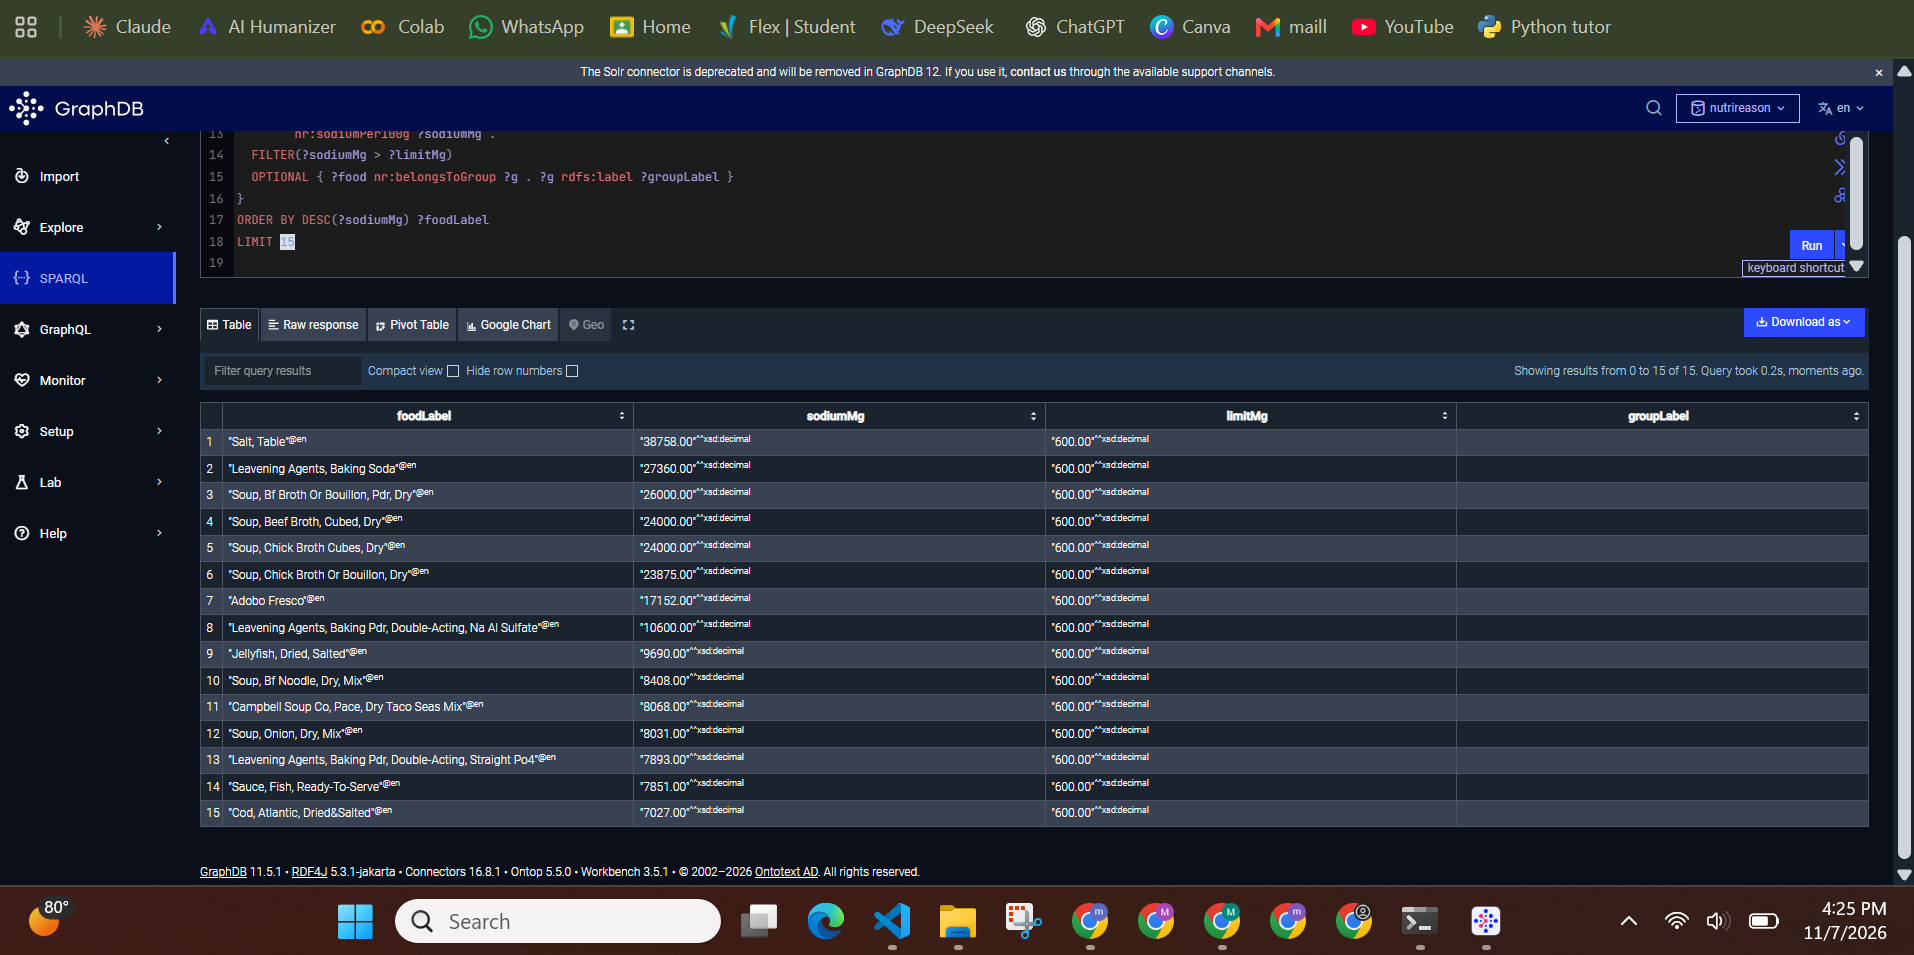 Claude AI Humanizer Colab WhatsApp Home Flex | Student DeepSeek ChatGPT Canva maill YouTube Python tutor
The Solr connector is deprecated and will be removed in GraphDB 12. If you use it, contact us through the available support channels. ×
GraphDB nutrireason en
13 nr:sodiumPer100g ?sodiumMg .
14 FILTER(?sodiumMg > ?limitMg)
15 OPTIONAL { ?food nr:belongsToGroup ?g . ?g rdfs:label ?groupLabel }
16 }
17 ORDER BY DESC(?sodiumMg) ?foodLabel
18 LIMIT 15
19
Run
keyboard shortcut
Import
Explore
SPARQL
GraphQL
Monitor
Setup
Lab
Help
Table Raw response Pivot Table Google Chart Geo Download as
Filter query results Compact view Hide row numbers Showing results from 0 to 15 of 15. Query took 0.2s, moments ago.
foodLabel sodiumMg limitMg groupLabel
1 "Salt, Table"@en "38758.00"^^xsd:decimal "600.00"^^xsd:decimal
2 "Leavening Agents, Baking Soda"@en "27360.00"^^xsd:decimal "600.00"^^xsd:decimal
3 "Soup, Bf Broth Or Bouillon, Pdr, Dry"@en "26000.00"^^xsd:decimal "600.00"^^xsd:decimal
4 "Soup, Beef Broth, Cubed, Dry"@en "24000.00"^^xsd:decimal "600.00"^^xsd:decimal
5 "Soup, Chick Broth Cubes, Dry"@en "24000.00"^^xsd:decimal "600.00"^^xsd:decimal
6 "Soup, Chick Broth Or Bouillon, Dry"@en "23875.00"^^xsd:decimal "600.00"^^xsd:decimal
7 "Adobo Fresco"@en "17152.00"^^xsd:decimal "600.00"^^xsd:decimal
8 "Leavening Agents, Baking Pdr, Double-Acting, Na Al Sulfate"@en "10600.00"^^xsd:decimal "600.00"^^xsd:decimal
9 "Jellyfish, Dried, Salted"@en "9690.00"^^xsd:decimal "600.00"^^xsd:decimal
10 "Soup, Bf Noodle, Dry, Mix"@en "8408.00"^^xsd:decimal "600.00"^^xsd:decimal
11 "Campbell Soup Co, Pace, Dry Taco Seas Mix"@en "8068.00"^^xsd:decimal "600.00"^^xsd:decimal
12 "Soup, Onion, Dry, Mix"@en "8031.00"^^xsd:decimal "600.00"^^xsd:decimal
13 "Leavening Agents, Baking Pdr, Double-Acting, Straight Po4"@en "7893.00"^^xsd:decimal "600.00"^^xsd:decimal
14 "Sauce, Fish, Ready-To-Serve"@en "7851.00"^^xsd:decimal "600.00"^^xsd:decimal
15 "Cod, Atlantic, Dried&Salted"@en "7027.00"^^xsd:decimal "600.00"^^xsd:decimal
GraphDB 11.5.1 • RDF4J 5.3.1-jakarta • Connectors 16.8.1 • Ontop 5.5.0 • Workbench 3.5.1 • © 2002–2026 Ontotext AD. All rights reserved.
80° Search 4:25 PM
11/7/2026